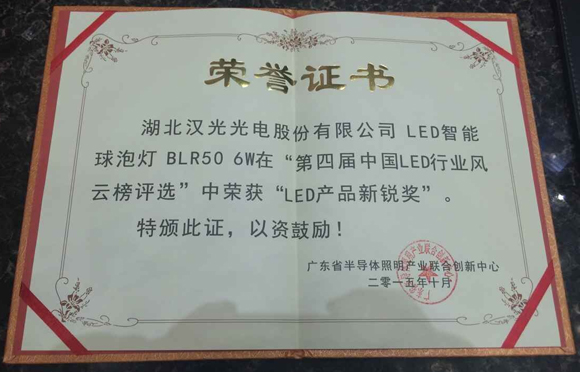 荣誉证书
湖北汉光光电股份有限公司 LED智能
球泡灯 BLR50 6W在“第四届中国LED行业风
云榜评选”中荣获“LED产品新锐奖”。
特颁此证，以资鼓励！
广东省半导体照明产业联合创新中心
二零一五年十月